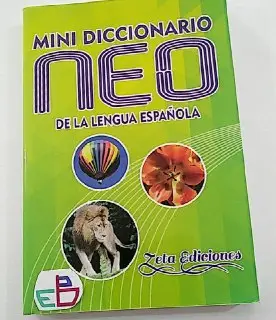 MINI DICCIONARIO
NEO
DE LA LENGUA ESPAÑOLA
Zeta Ediciones